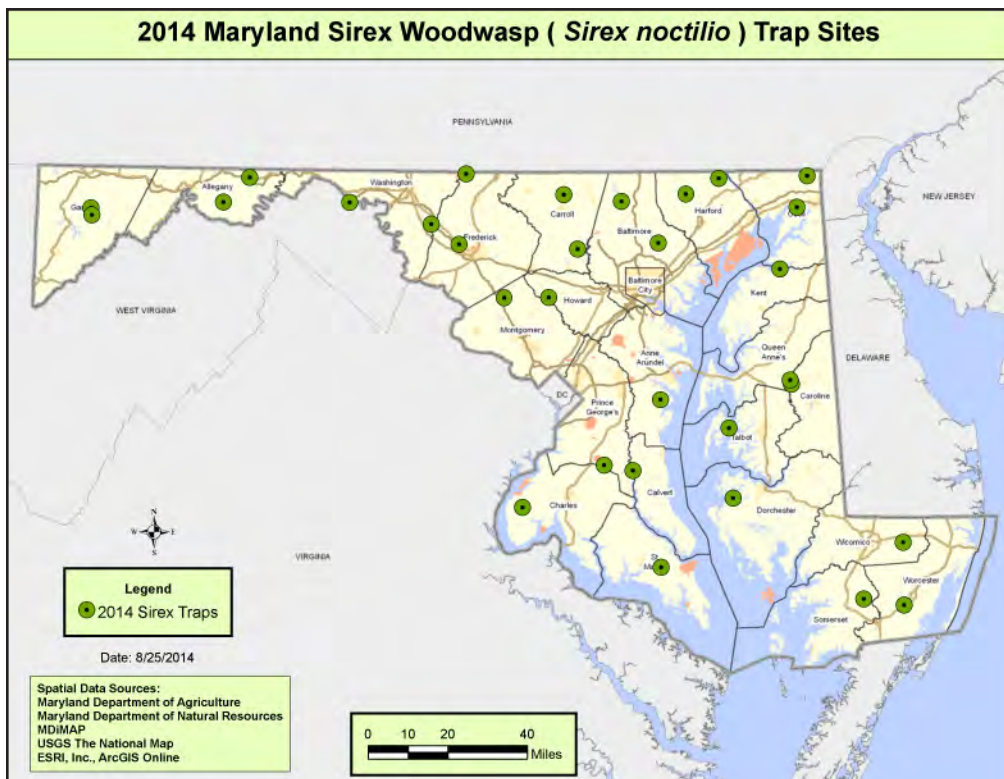 2014 Maryland Sirex Woodwasp ( Sirex noctilio ) Trap Sites
PENNSYLVANIA
NEW JERSEY
Washington
Allegany
Carroll
Harford
Baltimore
Frederick
Baltimore
City
Kent
Howard
WEST VIRGINIA
Montgomery
Anne
Arundel
Queen
Anne's
DELAWARE
DC
Prince
George's
Caroline
Talbot
Calvert
Charles
Dorchester
Wicomico
VIRGINIA
St
Worcester
Somerset
N
W
E
S
Legend
2014 Sirex Traps
Date: 8/25/2014
Spatial Data Sources:
Maryland Department of Agriculture
Maryland Department of Natural Resources
MDiMAP
USGS The National Map
ESRI, Inc., ArcGIS Online
0 10 20 40
Miles